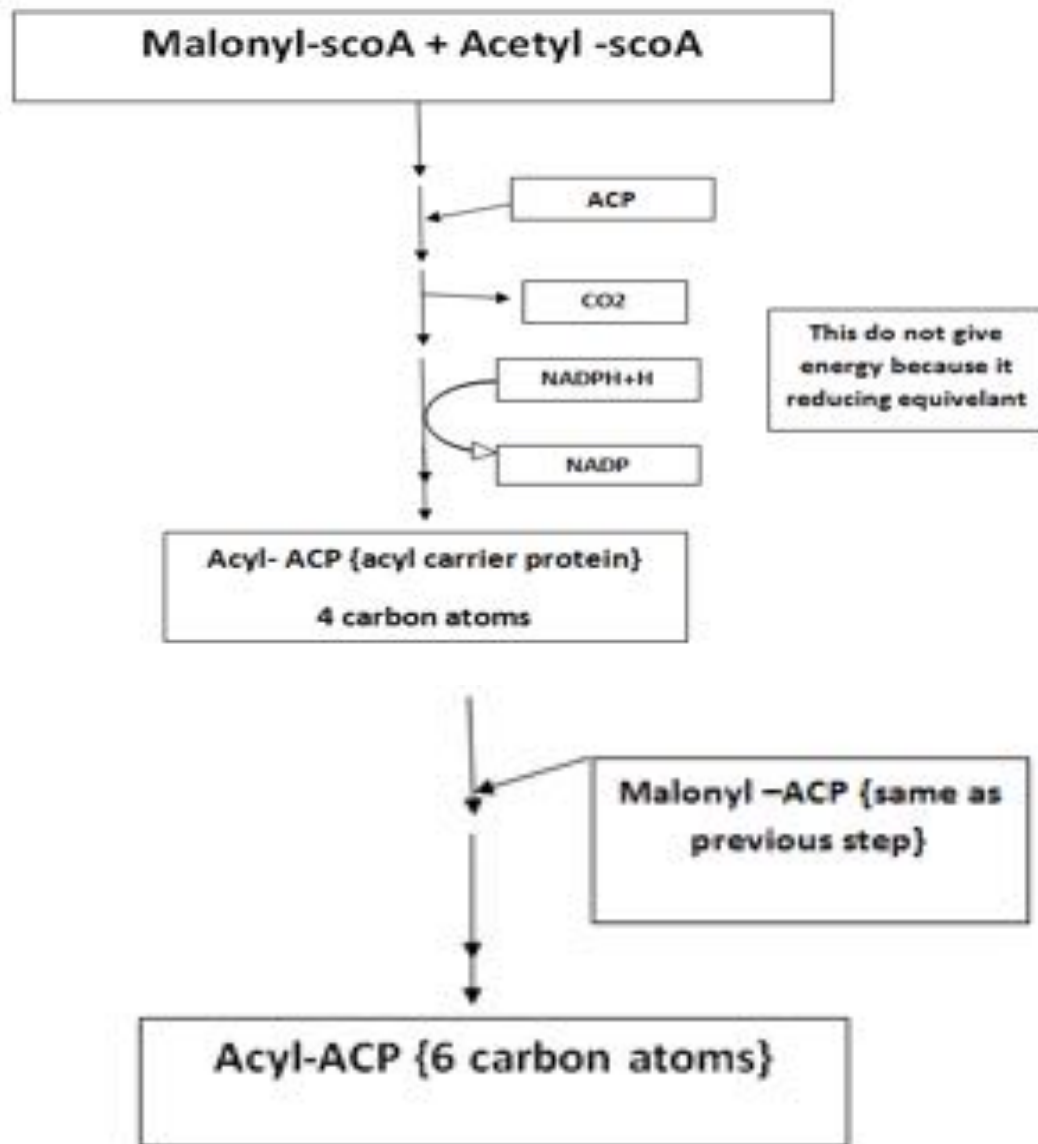 Malonyl-scoA + Acetyl -scoA
ACP
CO2
NADPH+H
NADP
This do not give
energy because it
reducing equivelant
Acyl- ACP {acyl carrier protein}
4 carbon atoms
Malonyl –ACP {same as
previous step}
Acyl-ACP {6 carbon atoms}